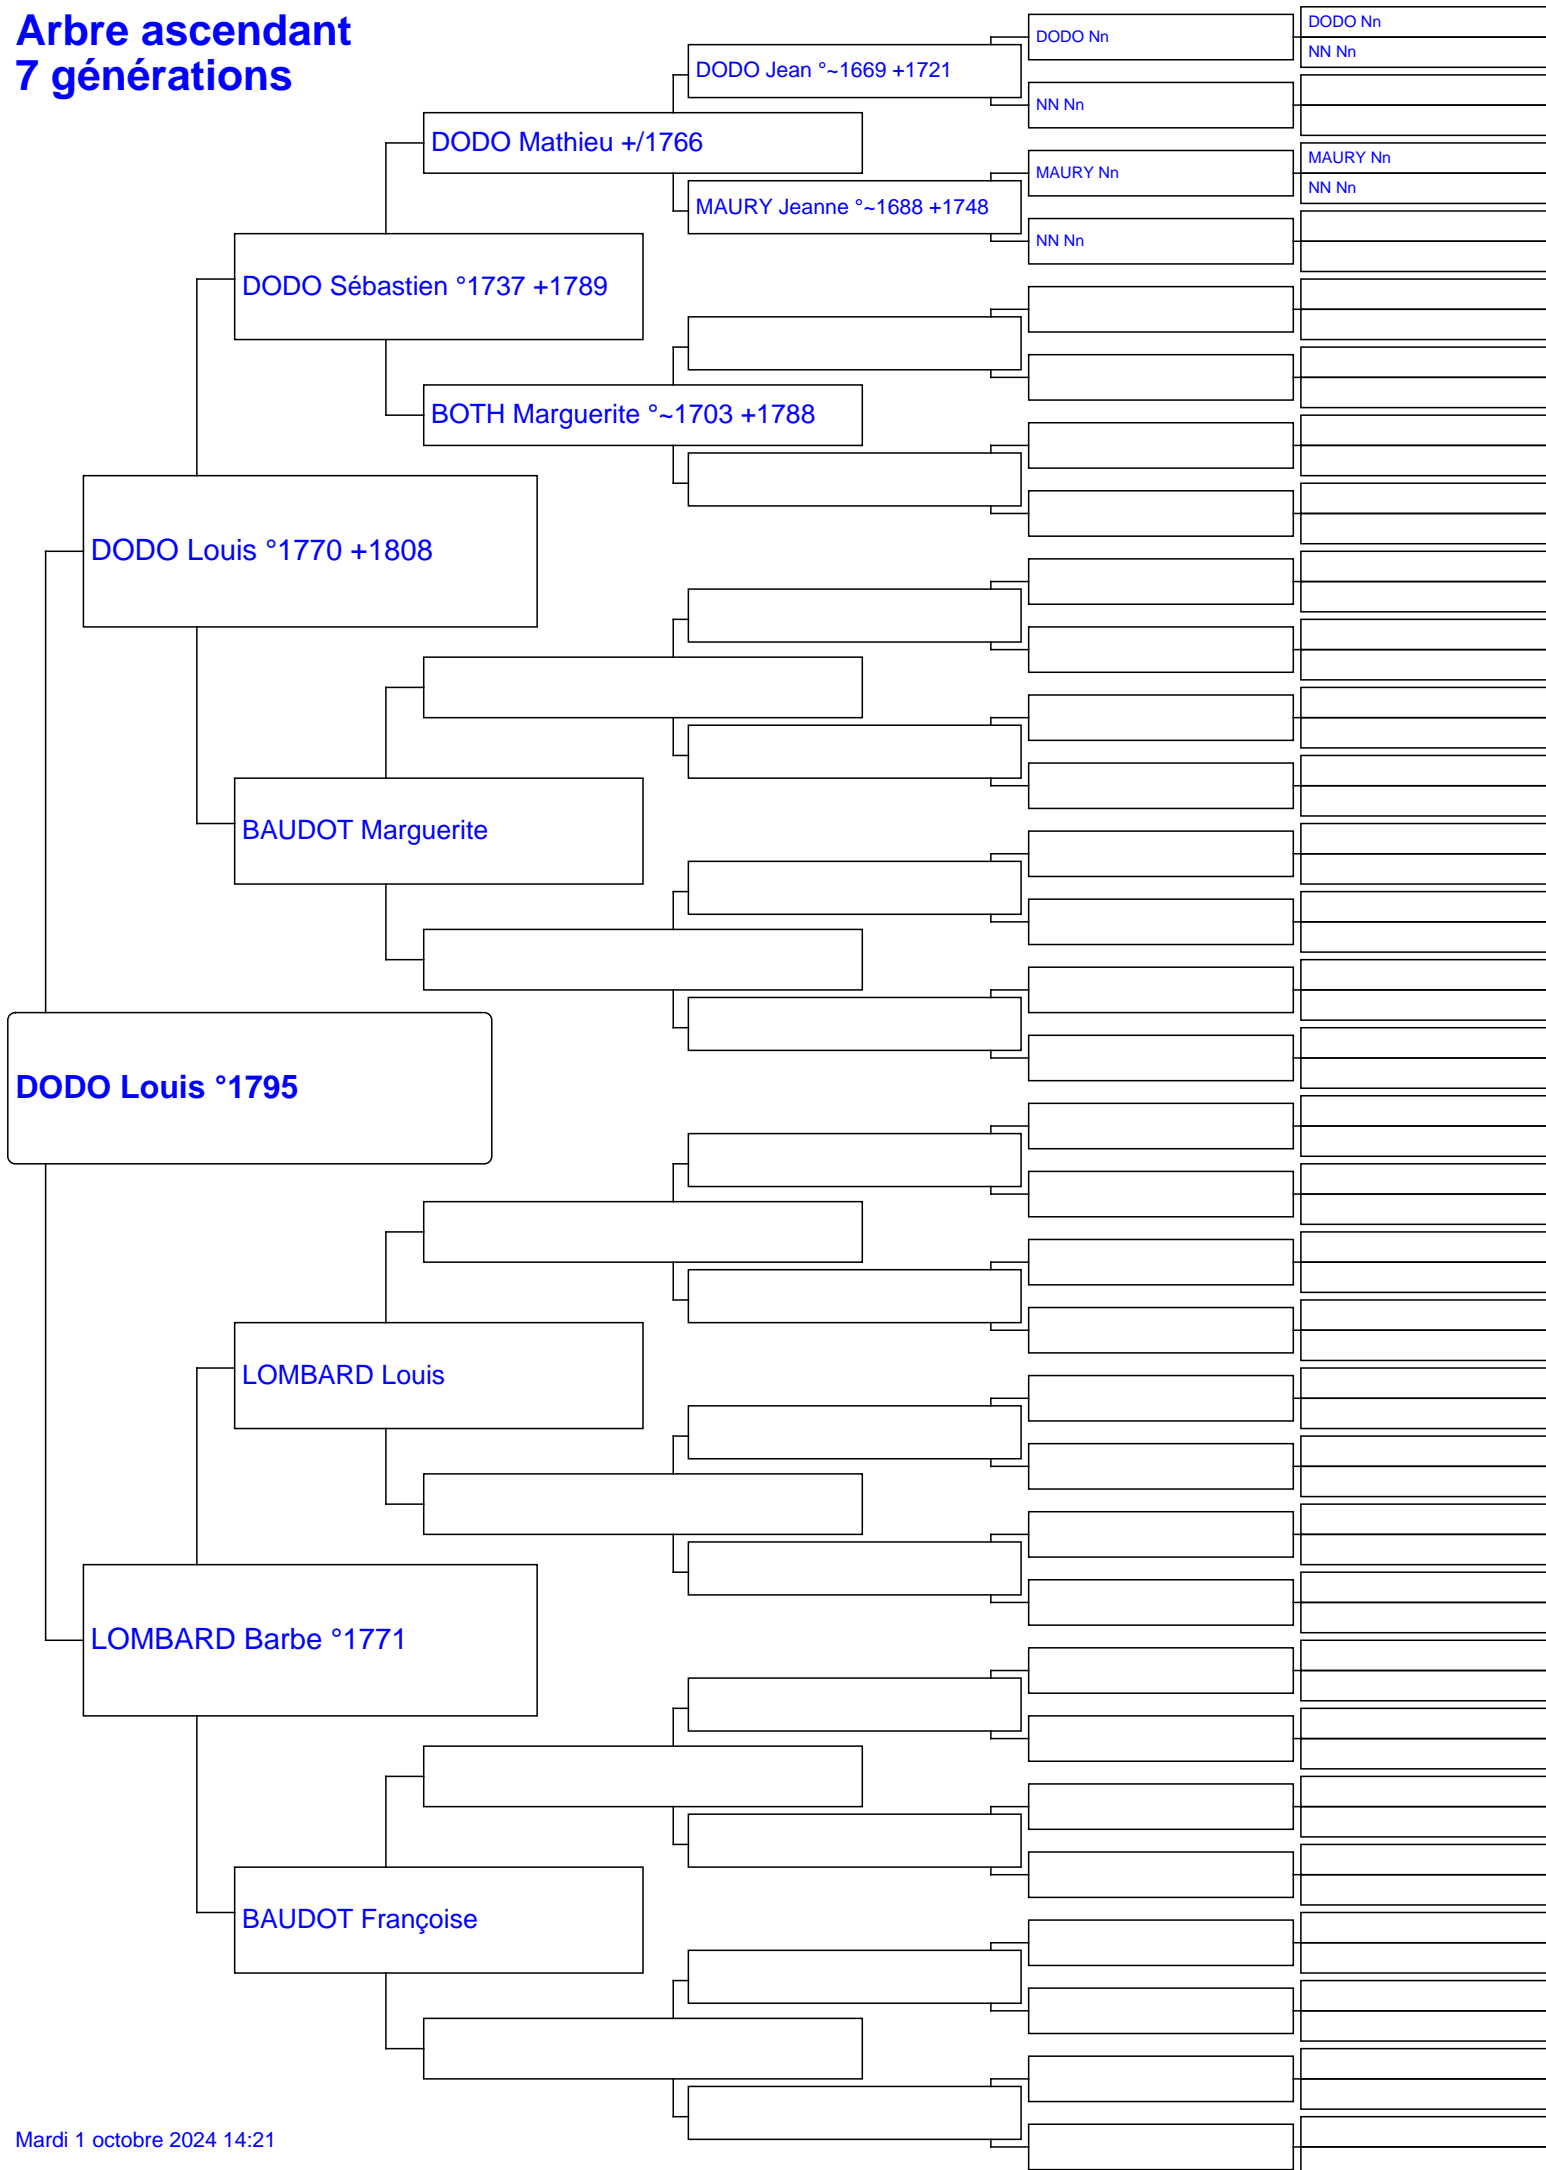 Arbre ascendant
7 générations
DODO Nn
DODO Nn
NN Nn
DODO Jean °~1669 +1721
NN Nn
DODO Mathieu +/1766
MAURY Nn
MAURY Nn
NN Nn
MAURY Jeanne °~1688 +1748
NN Nn
DODO Sébastien °1737 +1789
BOTH Marguerite °~1703 +1788
DODO Louis °1770 +1808
BAUDOT Marguerite
DODO Louis °1795
LOMBARD Louis
LOMBARD Barbe °1771
BAUDOT Françoise
Mardi 1 octobre 2024 14:21